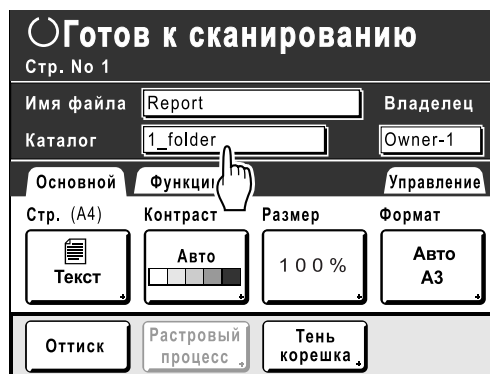 Готов к сканированию
Стр. No 1
Имя файла Report Владелец
Каталог 1_folder Owner-1
Основной Функции Управление
Стр. (A4) Контраст Размер Формат
Текст Авто 100% Авто A3
Оттиск Растровый процесс Тень корешка